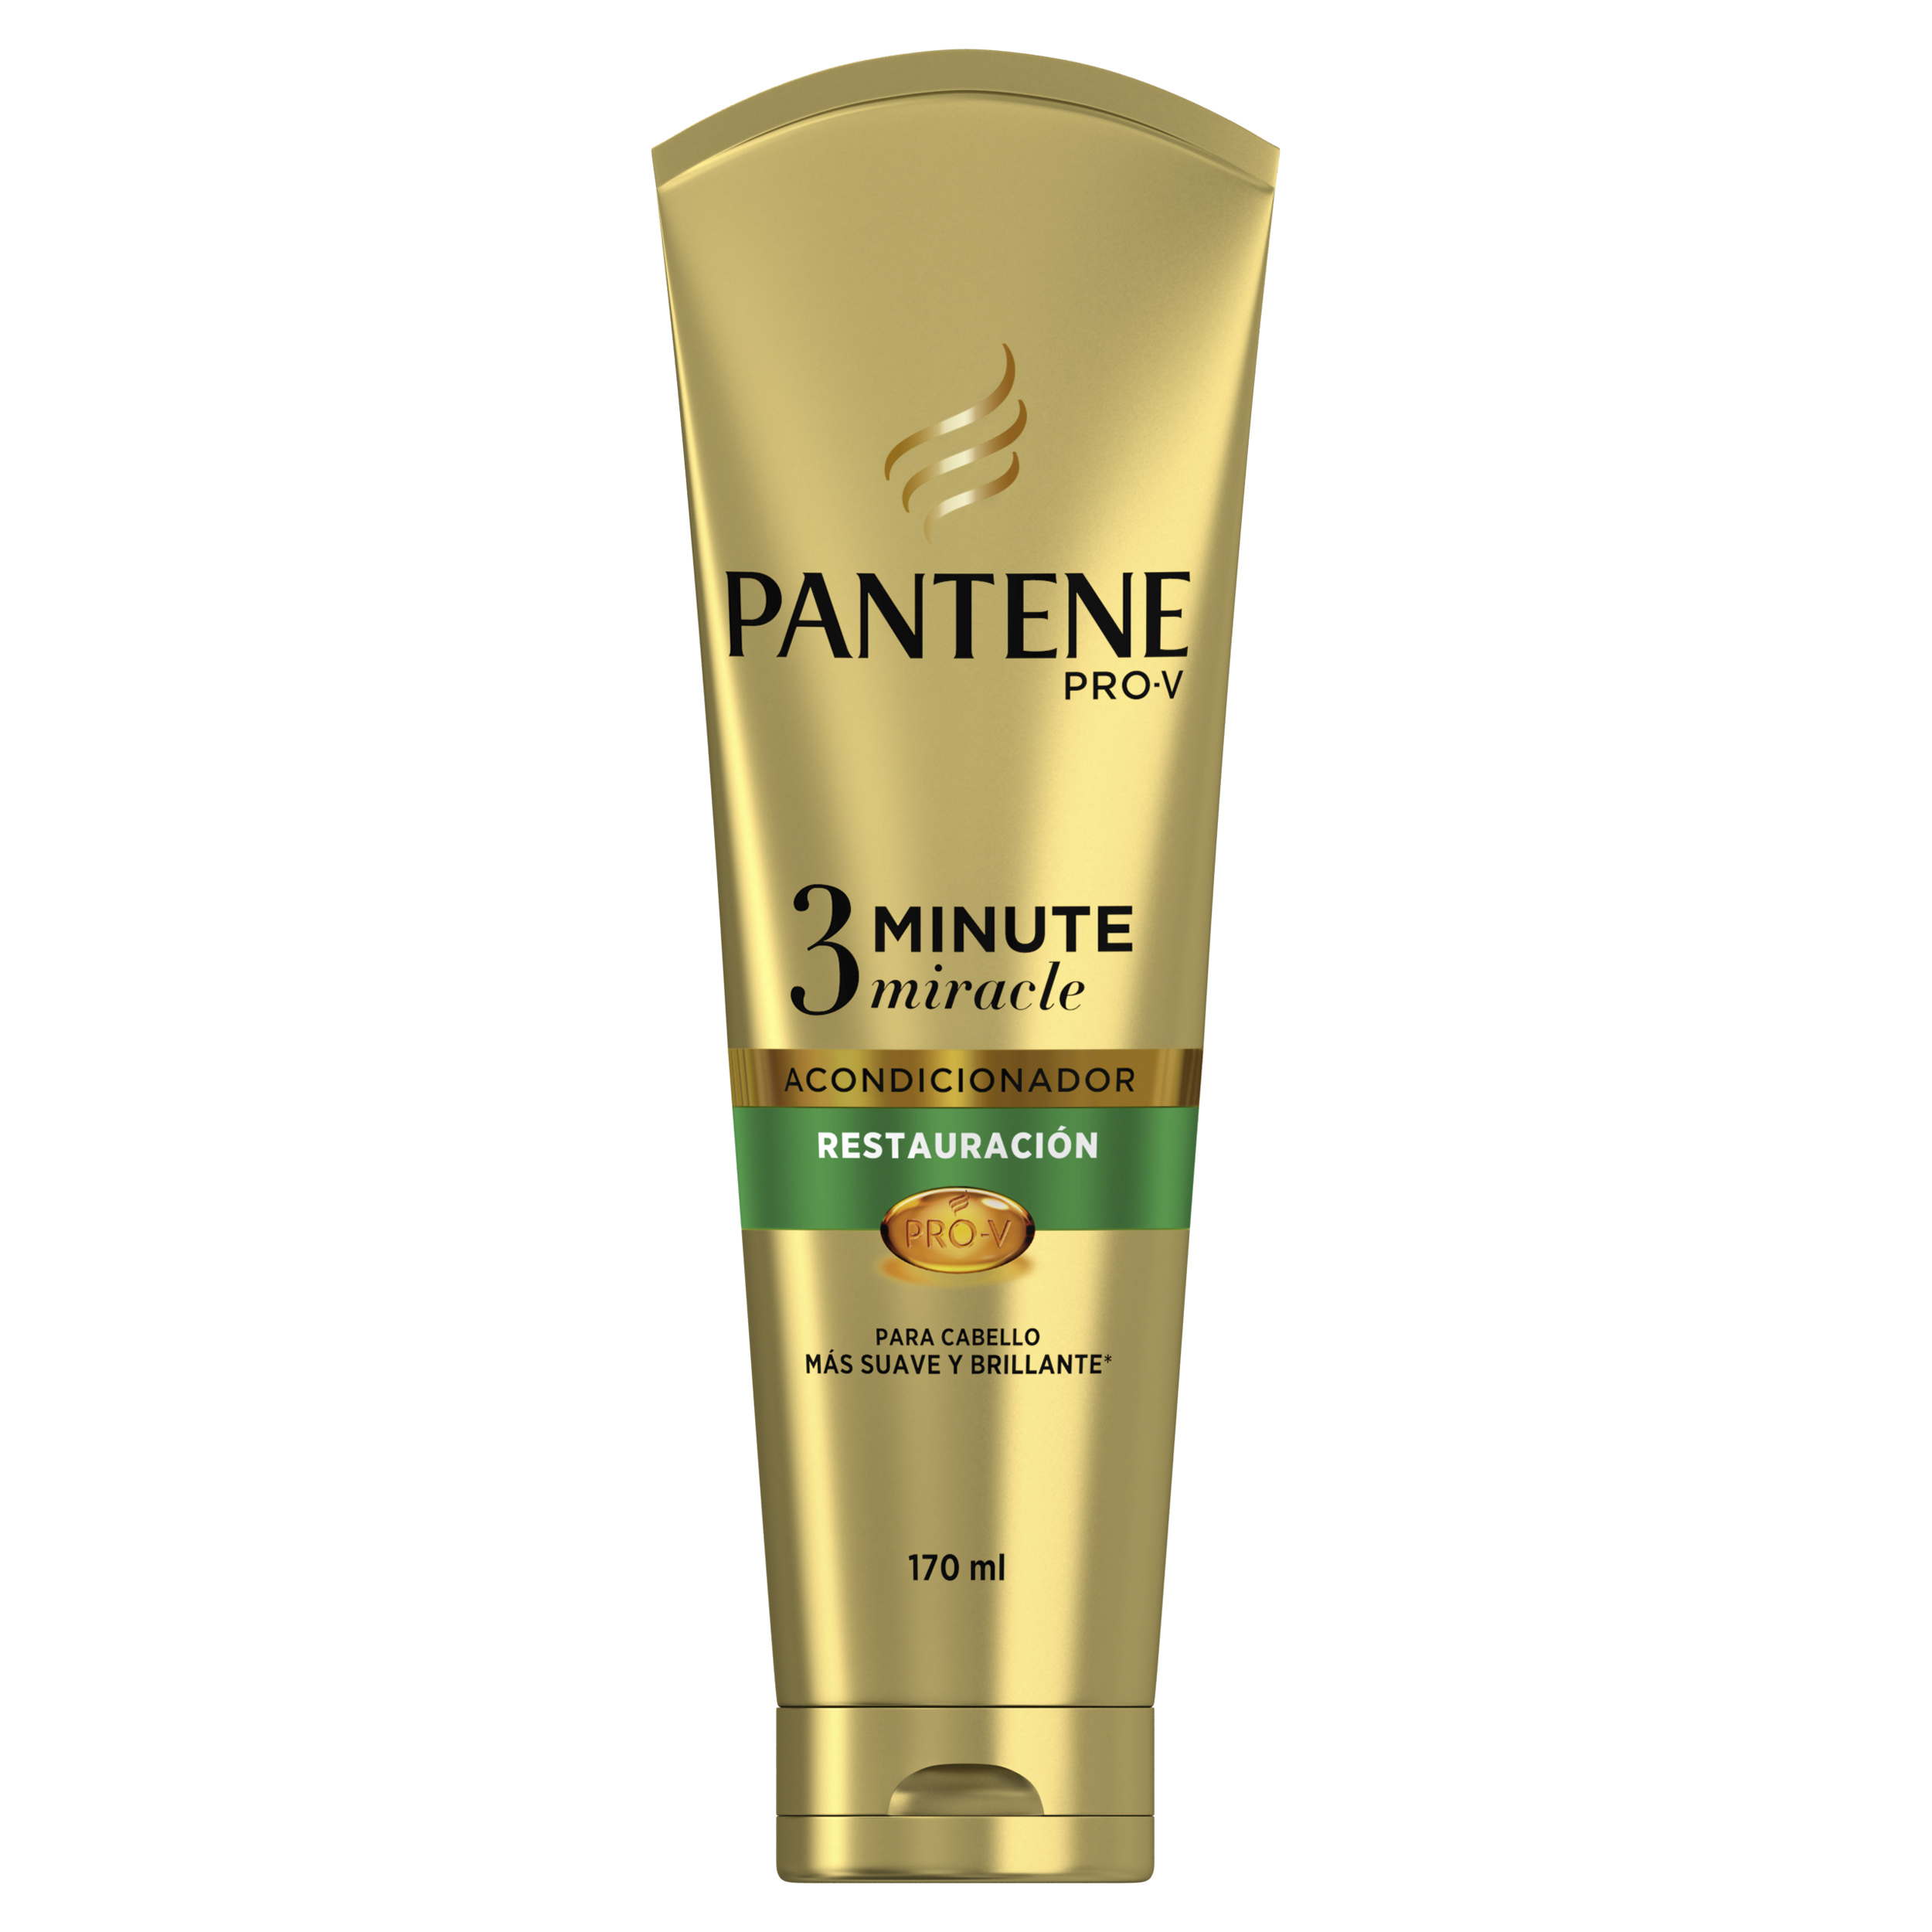 PANTENE
PRO-V
3 MINUTE
miracle
ACONDICIONADOR
RESTAURACIÓN
PRO-V
PARA CABELLO
MÁS SUAVE Y BRILLANTE*
170 ml